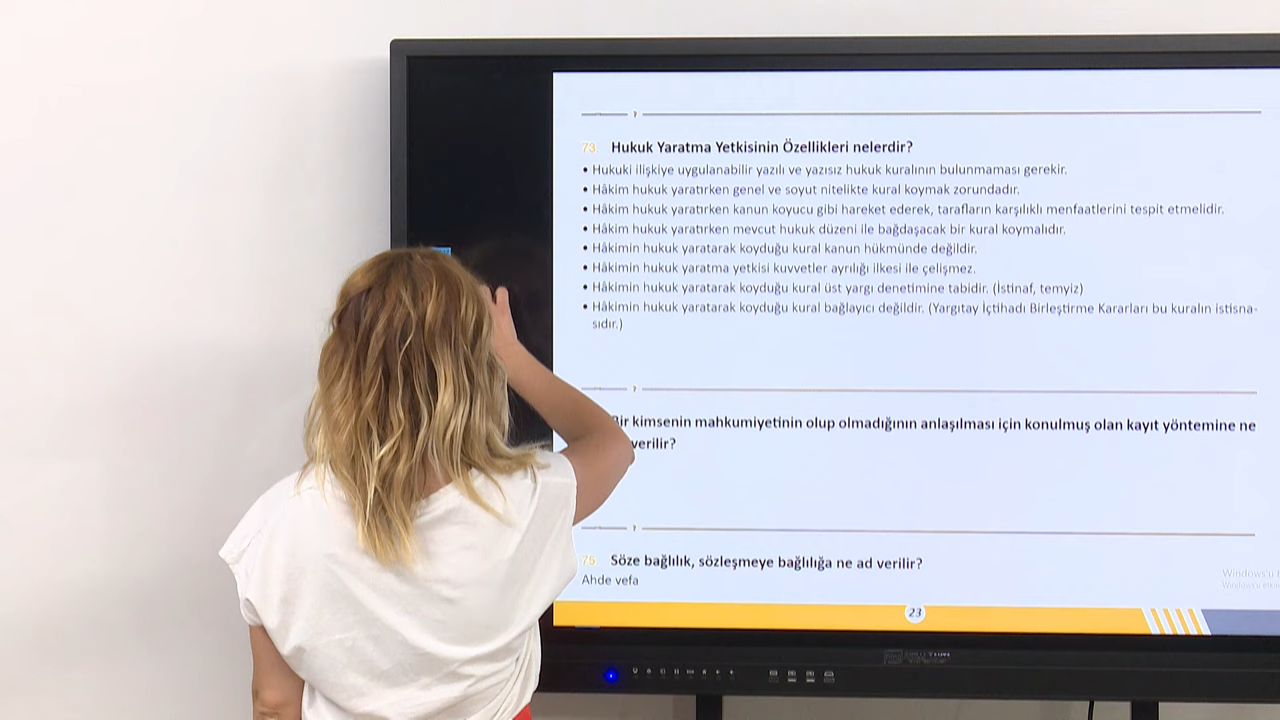 73. Hukuk Yaratma Yetkisinin Özellikleri nelerdir?
• Hukuki ilişkiye uygulanabilir yazılı ve yazısız hukuk kuralının bulunmaması gerekir.
• Hâkim hukuk yaratırken genel ve soyut nitelikte kural koymak zorundadır.
• Hâkim hukuk yaratırken kanun koyucu gibi hareket ederek, tarafların karşılıklı menfaatlerini tespit etmelidir.
• Hâkim hukuk yaratırken mevcut hukuk düzeni ile bağdaşacak bir kural koymalıdır.
• Hâkimin hukuk yaratarak koyduğu kural kanun hükmünde değildir.
• Hâkimin hukuk yaratma yetkisi kuvvetler ayrılığı ilkesi ile çelişmez.
• Hâkimin hukuk yaratarak koyduğu kural üst yargı denetimine tabidir. (İstinaf, temyiz)
• Hâkimin hukuk yaratarak koyduğu kural bağlayıcı değildir. (Yargıtay İçtihadı Birleştirme Kararları bu kuralın istisna-
sıdır.)
Bir kimsenin mahkumiyetinin olup olmadığının anlaşılması için konulmuş olan kayıt yöntemine ne
verilir?
75. Söze bağlılık, sözleşmeye bağlılığa ne ad verilir?
Ahde vefa
Windows'u
23